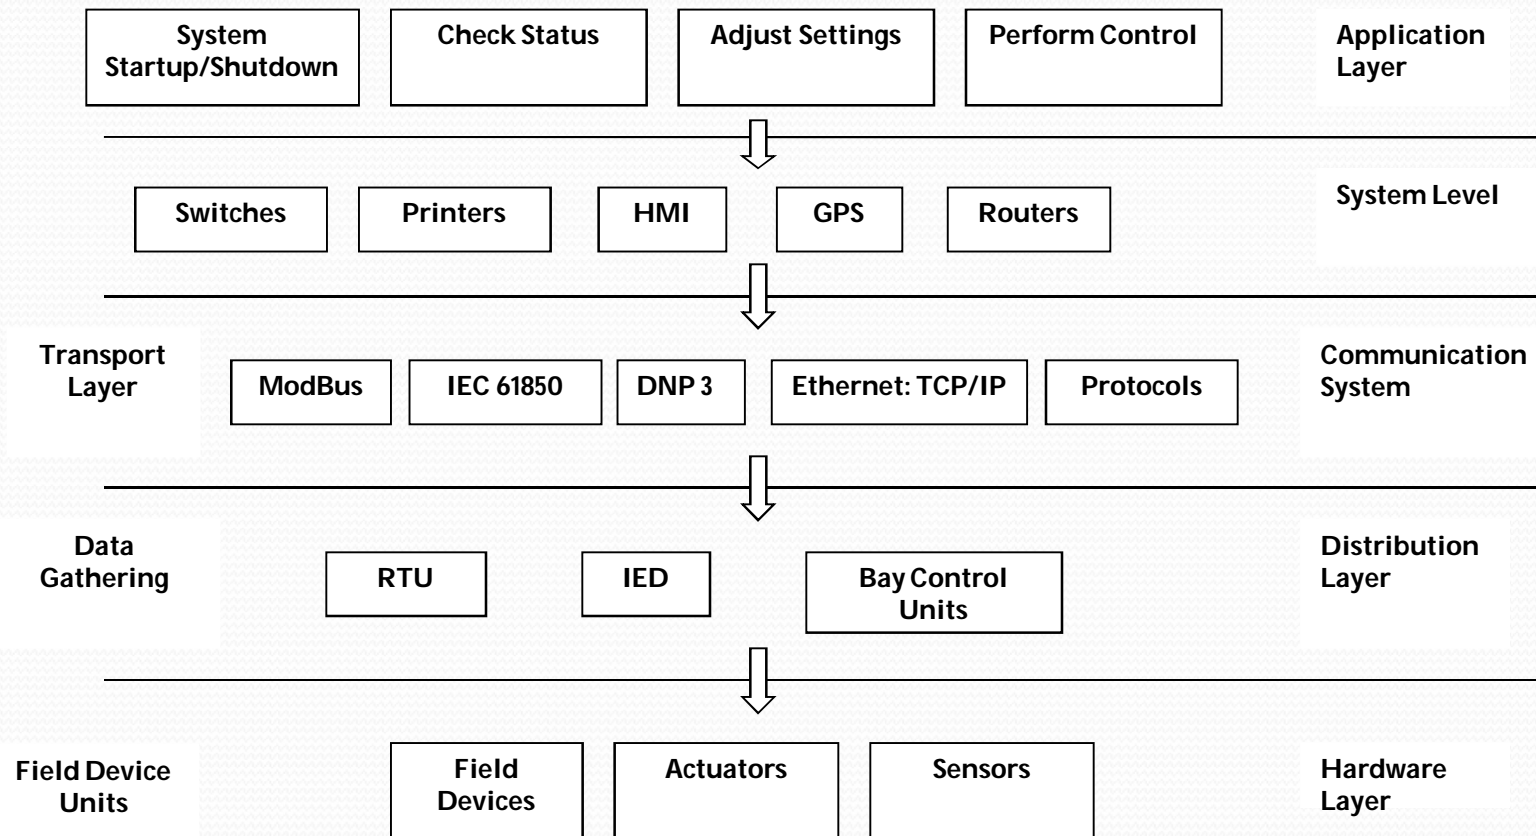 System
Startup/Shutdown
Check Status
Adjust Settings
Perform Control
Application
Layer
Switches
Printers
HMI
GPS
Routers
System Level
Transport
Layer
ModBus
IEC 61850
DNP 3
Ethernet: TCP/IP
Protocols
Communication
System
Data
Gathering
RTU
IED
Bay Control
Units
Distribution
Layer
Field Device
Units
Field
Devices
Actuators
Sensors
Hardware
Layer